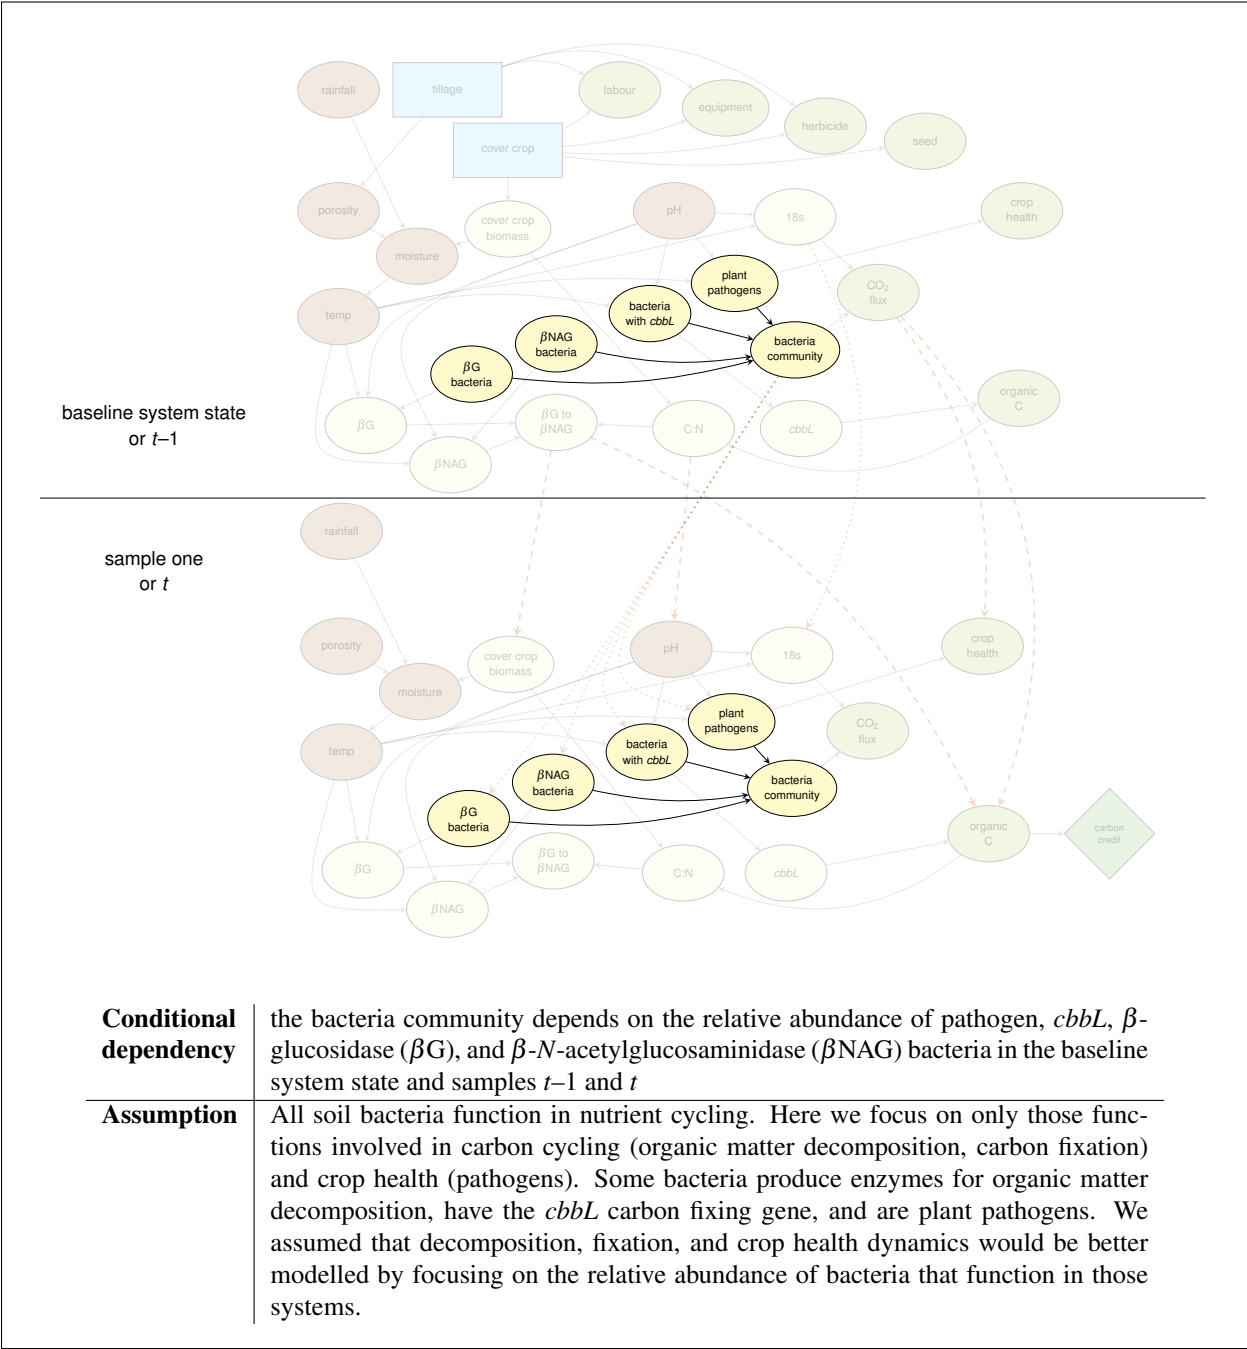 rainfall
tillage
labour
equipment
herbicide
seed
cover crop
porosity
cover crop
biomass
pH
18s
crop
health
moisture
plant
pathogens
CO₂
flux
temp
bacteria
with cbbL
βNAG
bacteria
bacteria
community
βG
bacteria
organic
C
baseline system state
or t–1
βG
βG to
βNAG
C:N
cbbL
βNAG
rainfall
sample one
or t
porosity
cover crop
biomass
pH
18s
crop
health
moisture
plant
pathogens
CO₂
flux
temp
bacteria
with cbbL
βNAG
bacteria
bacteria
community
βG
bacteria
organic
C
carbon
credit
βG
βG to
βNAG
C:N
cbbL
βNAG
Conditional dependency
the bacteria community depends on the relative abundance of pathogen, cbbL, β-
glucosidase (βG), and β-N-acetylglucosaminidase (βNAG) bacteria in the baseline
system state and samples t–1 and t
Assumption
All soil bacteria function in nutrient cycling. Here we focus on only those func-
tions involved in carbon cycling (organic matter decomposition, carbon fixation)
and crop health (pathogens). Some bacteria produce enzymes for organic matter
decomposition, have the cbbL carbon fixing gene, and are plant pathogens. We
assumed that decomposition, fixation, and crop health dynamics would be better
modelled by focusing on the relative abundance of bacteria that function in those
systems.